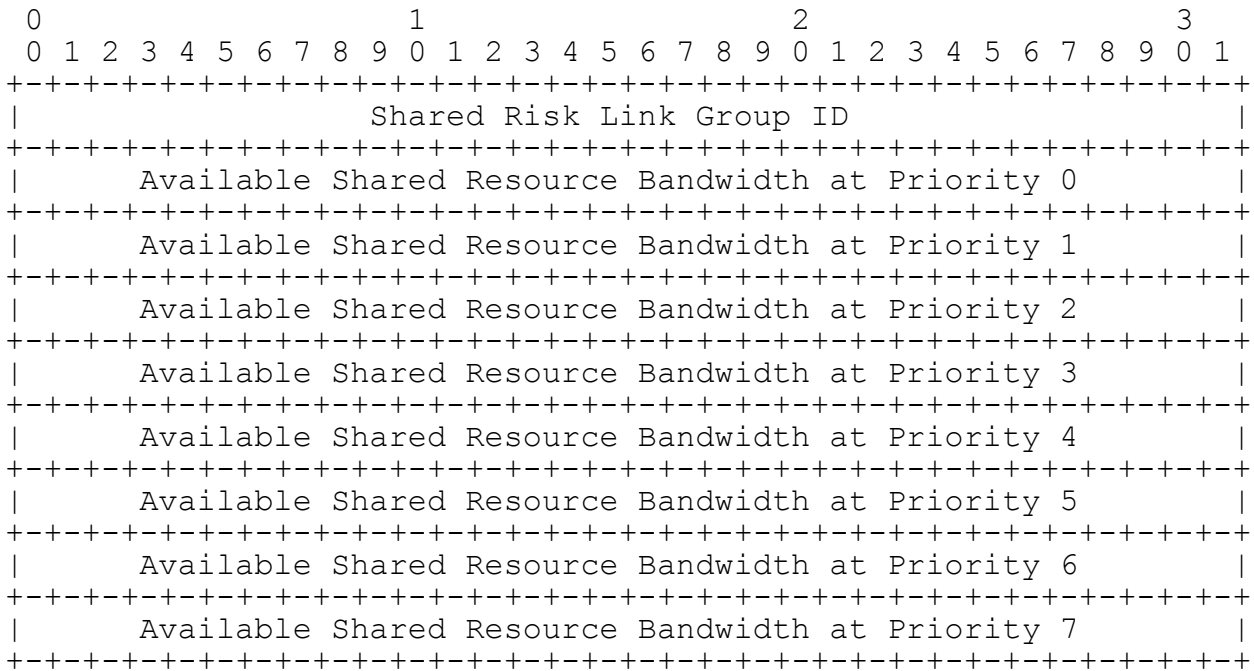 0                   1                   2                   3
 0 1 2 3 4 5 6 7 8 9 0 1 2 3 4 5 6 7 8 9 0 1 2 3 4 5 6 7 8 9 0 1
+-+-+-+-+-+-+-+-+-+-+-+-+-+-+-+-+-+-+-+-+-+-+-+-+-+-+-+-+-+-+-+-+
|                  Shared Risk Link Group ID                    |
+-+-+-+-+-+-+-+-+-+-+-+-+-+-+-+-+-+-+-+-+-+-+-+-+-+-+-+-+-+-+-+-+
|      Available Shared Resource Bandwidth at Priority 0        |
+-+-+-+-+-+-+-+-+-+-+-+-+-+-+-+-+-+-+-+-+-+-+-+-+-+-+-+-+-+-+-+-+
|      Available Shared Resource Bandwidth at Priority 1        |
+-+-+-+-+-+-+-+-+-+-+-+-+-+-+-+-+-+-+-+-+-+-+-+-+-+-+-+-+-+-+-+-+
|      Available Shared Resource Bandwidth at Priority 2        |
+-+-+-+-+-+-+-+-+-+-+-+-+-+-+-+-+-+-+-+-+-+-+-+-+-+-+-+-+-+-+-+-+
|      Available Shared Resource Bandwidth at Priority 3        |
+-+-+-+-+-+-+-+-+-+-+-+-+-+-+-+-+-+-+-+-+-+-+-+-+-+-+-+-+-+-+-+-+
|      Available Shared Resource Bandwidth at Priority 4        |
+-+-+-+-+-+-+-+-+-+-+-+-+-+-+-+-+-+-+-+-+-+-+-+-+-+-+-+-+-+-+-+-+
|      Available Shared Resource Bandwidth at Priority 5        |
+-+-+-+-+-+-+-+-+-+-+-+-+-+-+-+-+-+-+-+-+-+-+-+-+-+-+-+-+-+-+-+-+
|      Available Shared Resource Bandwidth at Priority 6        |
+-+-+-+-+-+-+-+-+-+-+-+-+-+-+-+-+-+-+-+-+-+-+-+-+-+-+-+-+-+-+-+-+
|      Available Shared Resource Bandwidth at Priority 7        |
+-+-+-+-+-+-+-+-+-+-+-+-+-+-+-+-+-+-+-+-+-+-+-+-+-+-+-+-+-+-+-+-+